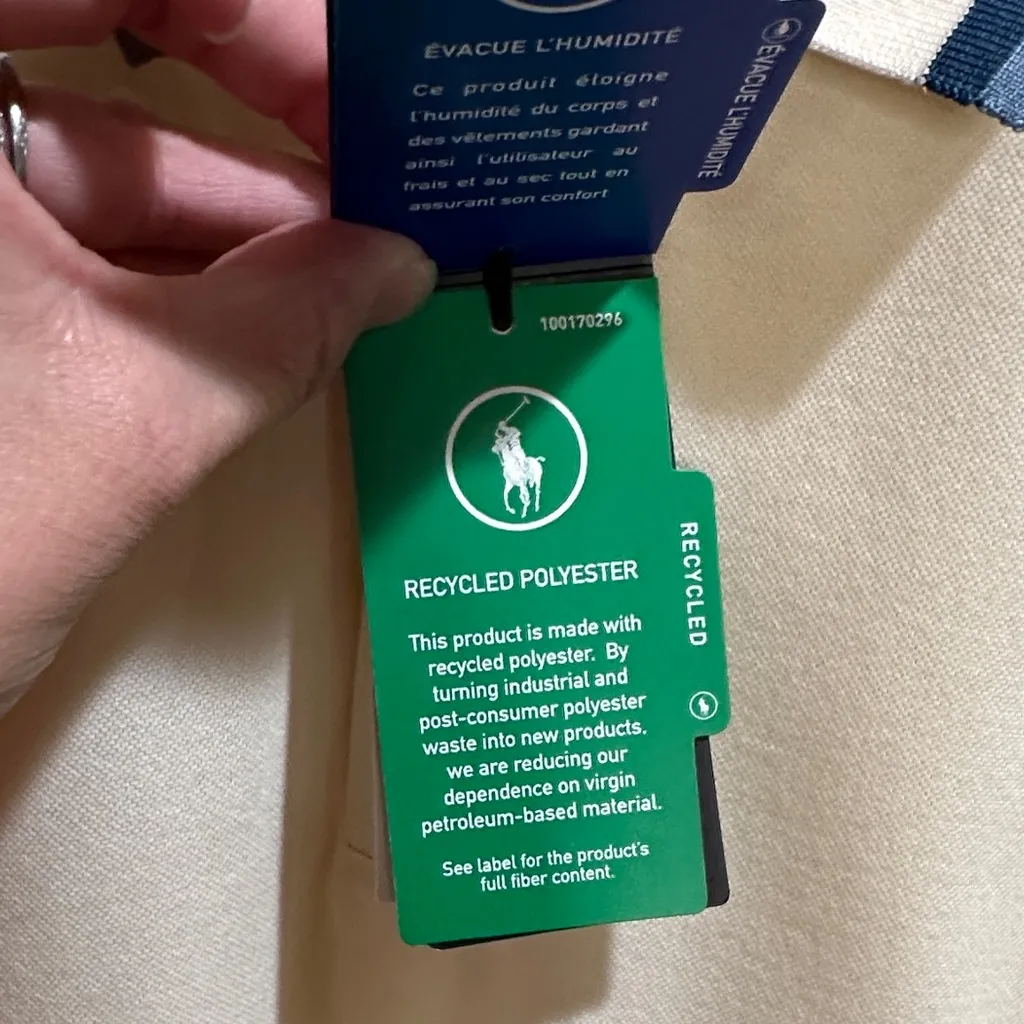 ÉVACUE L'HUMIDITÉ
Ce produit éloigne
l'humidité du corps et
des vêtements gardant
ainsi l'utilisateur au
frais et au sec tout en
assurant son confort
ÉVACUE L'HUMIDITÉ
100170296
RECYCLED POLYESTER
This product is made with
recycled polyester. By
turning industrial and
post-consumer polyester
waste into new products,
we are reducing our
dependence on virgin
petroleum-based material.
See label for the product's
full fiber content.
RECYCLED